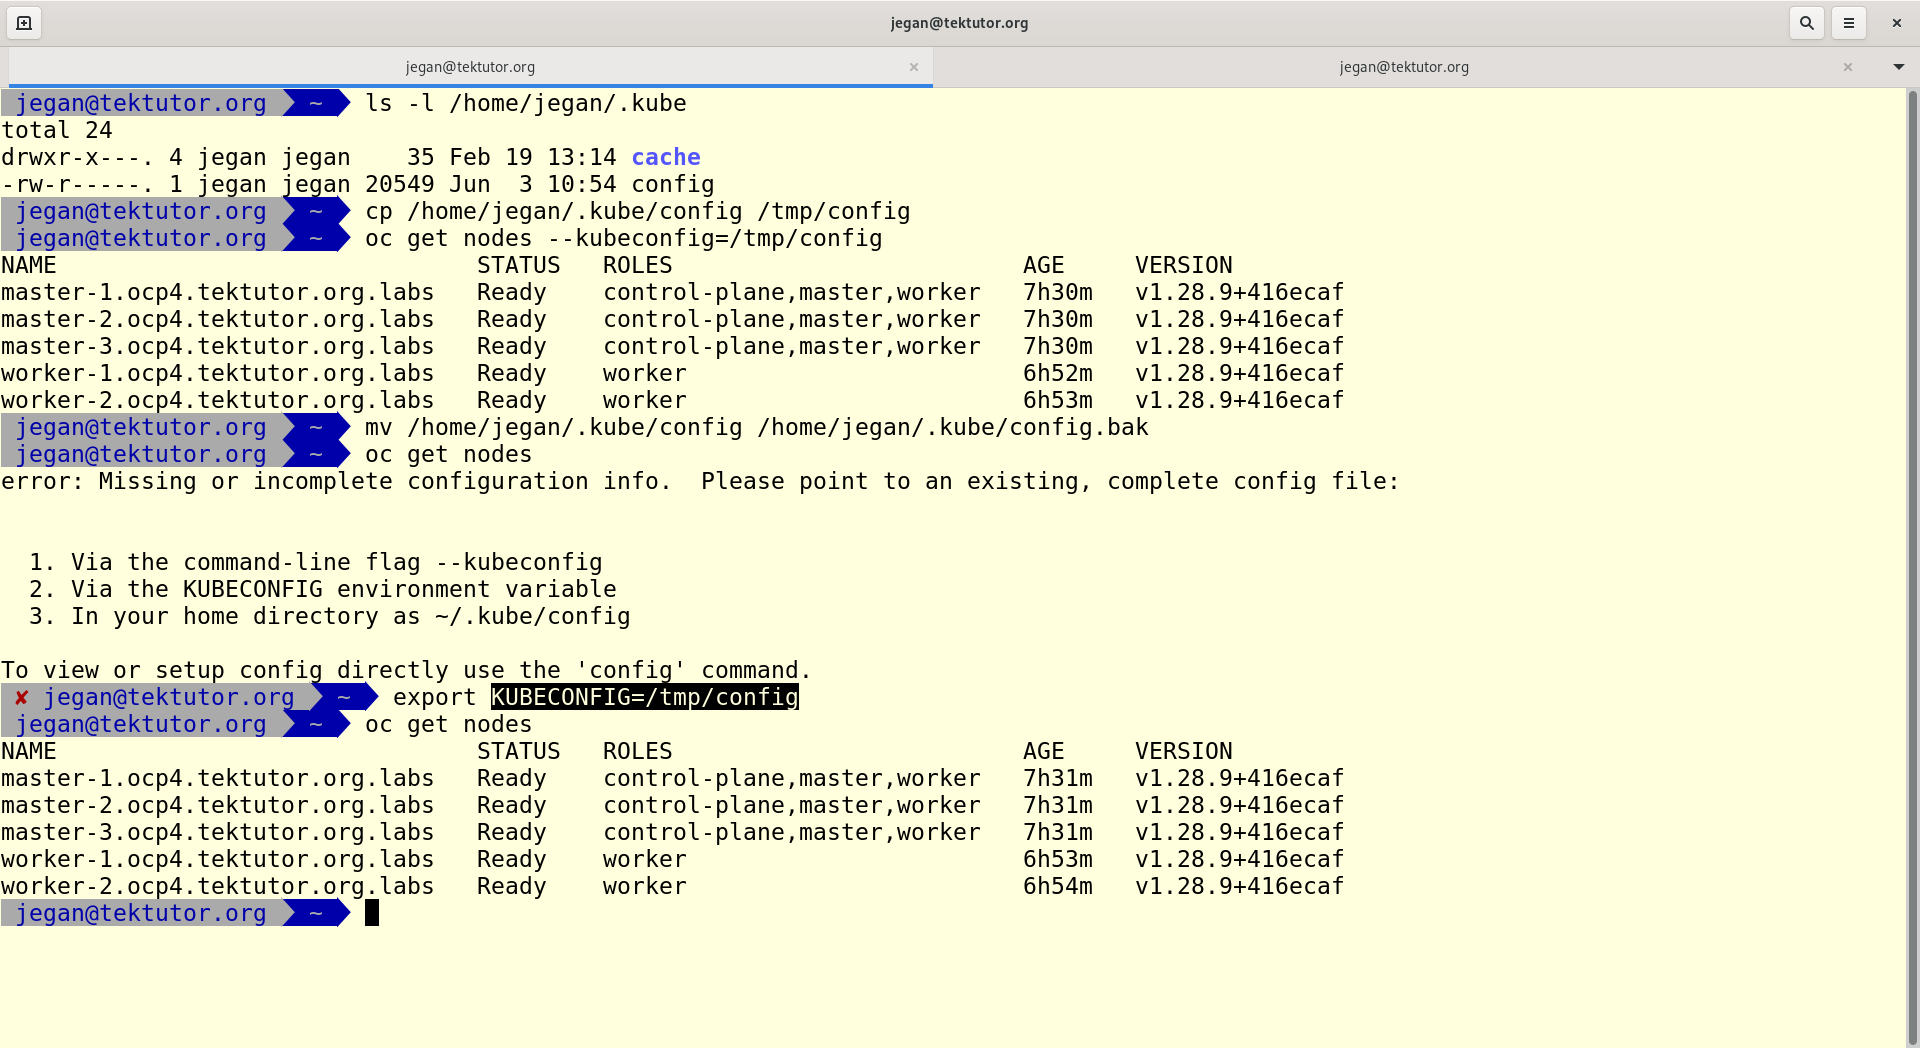 jegan@tektutor.org
jegan@tektutor.org × jegan@tektutor.org ×
jegan@tektutor.org ~ ls -l /home/jegan/.kube
total 24
drwxr-x---. 4 jegan jegan    35 Feb 19 13:14 cache
-rw-r-----. 1 jegan jegan 20549 Jun  3 10:54 config
jegan@tektutor.org ~ cp /home/jegan/.kube/config /tmp/config
jegan@tektutor.org ~ oc get nodes --kubeconfig=/tmp/config
NAME                              STATUS   ROLES                         AGE     VERSION
master-1.ocp4.tektutor.org.labs   Ready    control-plane,master,worker   7h30m   v1.28.9+416ecaf
master-2.ocp4.tektutor.org.labs   Ready    control-plane,master,worker   7h30m   v1.28.9+416ecaf
master-3.ocp4.tektutor.org.labs   Ready    control-plane,master,worker   7h30m   v1.28.9+416ecaf
worker-1.ocp4.tektutor.org.labs   Ready    worker                        6h52m   v1.28.9+416ecaf
worker-2.ocp4.tektutor.org.labs   Ready    worker                        6h53m   v1.28.9+416ecaf
jegan@tektutor.org ~ mv /home/jegan/.kube/config /home/jegan/.kube/config.bak
jegan@tektutor.org ~ oc get nodes
error: Missing or incomplete configuration info.  Please point to an existing, complete config file:
  1. Via the command-line flag --kubeconfig
  2. Via the KUBECONFIG environment variable
  3. In your home directory as ~/.kube/config
To view or setup config directly use the 'config' command.
✘ jegan@tektutor.org ~ export KUBECONFIG=/tmp/config
jegan@tektutor.org ~ oc get nodes
NAME                              STATUS   ROLES                         AGE     VERSION
master-1.ocp4.tektutor.org.labs   Ready    control-plane,master,worker   7h31m   v1.28.9+416ecaf
master-2.ocp4.tektutor.org.labs   Ready    control-plane,master,worker   7h31m   v1.28.9+416ecaf
master-3.ocp4.tektutor.org.labs   Ready    control-plane,master,worker   7h31m   v1.28.9+416ecaf
worker-1.ocp4.tektutor.org.labs   Ready    worker                        6h53m   v1.28.9+416ecaf
worker-2.ocp4.tektutor.org.labs   Ready    worker                        6h54m   v1.28.9+416ecaf
jegan@tektutor.org ~